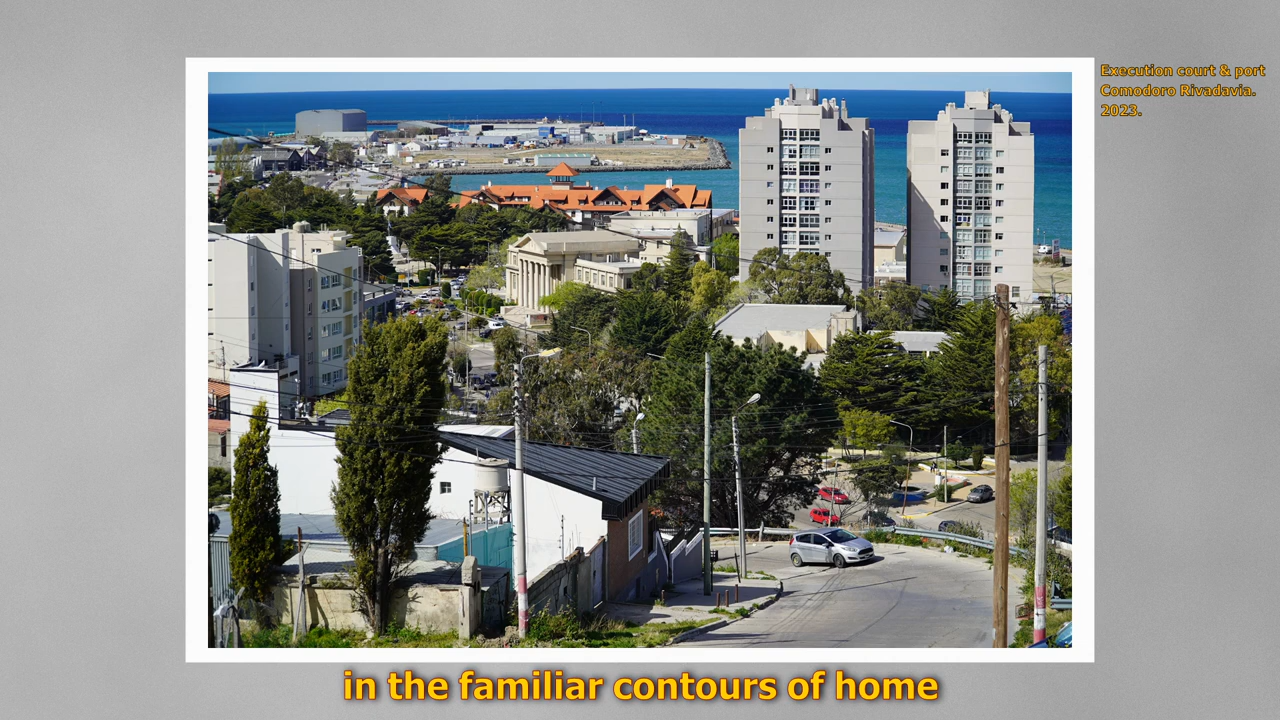 Execution court & port
Comodoro Rivadavia.
2023.
in the familiar contours of home